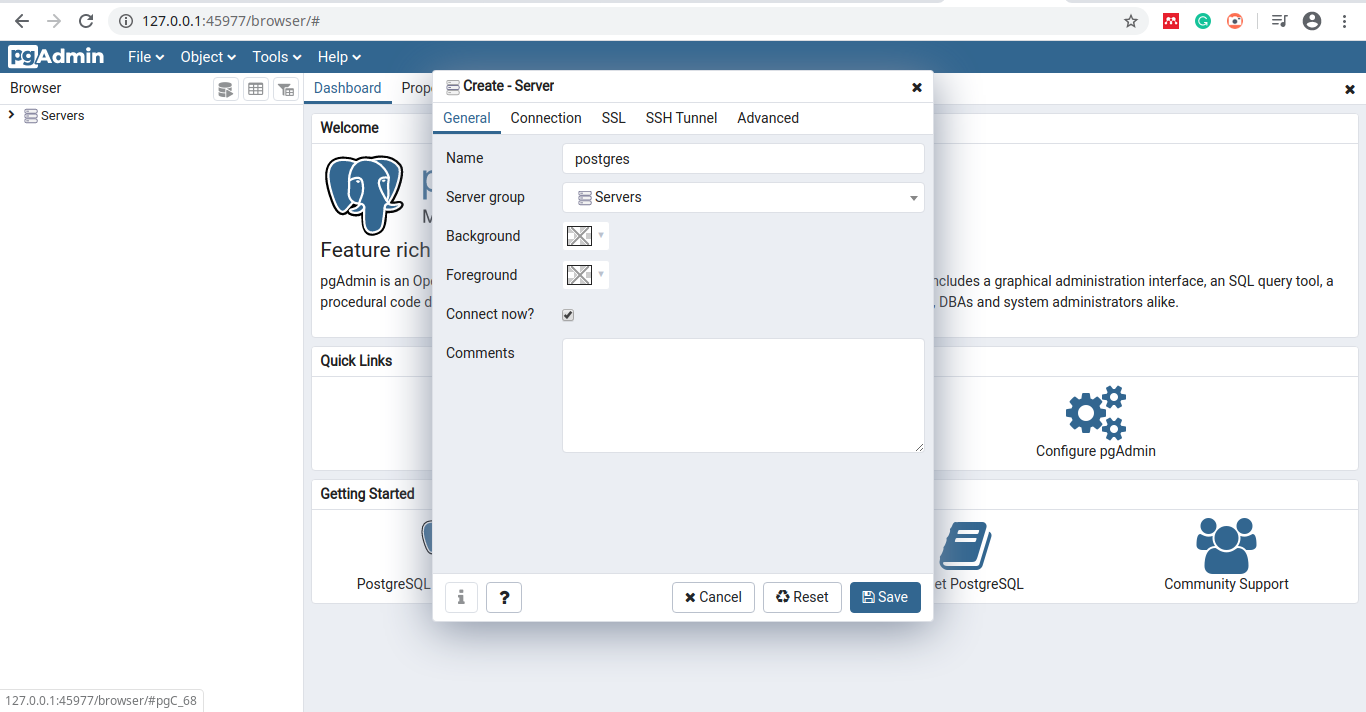 127.0.0.1:45977/browser/#
pgAdmin File Object Tools Help
Browser
Dashboard Prop
Servers
Create - Server
General Connection SSL SSH Tunnel Advanced
Name postgres
Server group Servers
Background
Foreground
Connect now?
Comments
i ? Cancel Reset Save
Welcome
Feature rich
pgAdmin is an Op ncludes a graphical administration interface, an SQL query tool, a
procedural code d , DBAs and system administrators alike.
Quick Links
Configure pgAdmin
Getting Started
PostgreSQL et PostgreSQL Community Support
127.0.0.1:45977/browser/#pgC_68